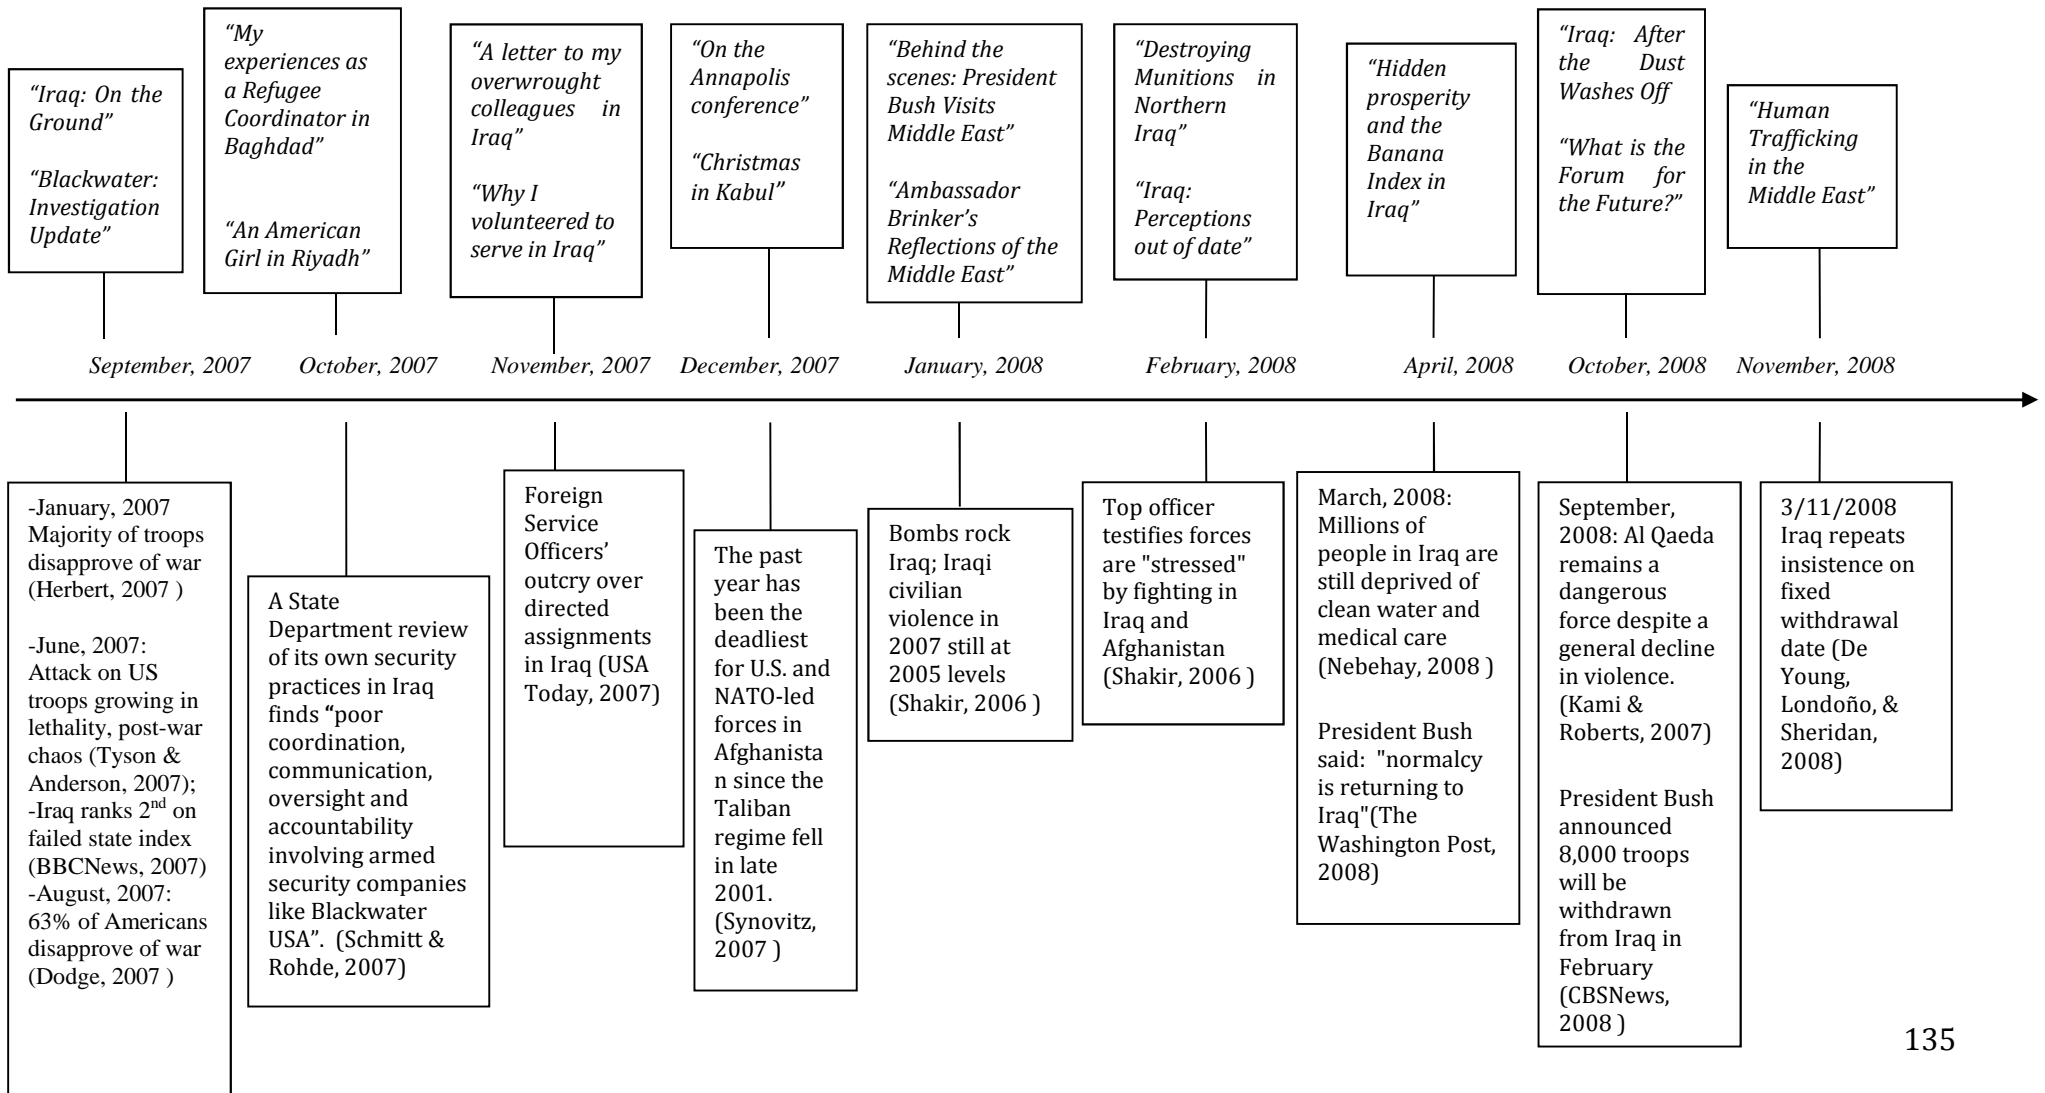 “Iraq: On the
Ground”
“Blackwater:
Investigation
Update”
“My
experiences as
a Refugee
Coordinator in
Baghdad”
“An American
Girl in Riyadh”
“A letter to my
overwrought
colleagues in
Iraq”
“Why I
volunteered to
serve in Iraq”
“On the
Annapolis
conference”
“Christmas
in Kabul”
“Behind the
scenes: President
Bush Visits
Middle East”
“Ambassador
Brinker’s
Reflections of the
Middle East”
“Destroying
Munitions in
Northern
Iraq”
“Iraq:
Perceptions
out of date”
“Hidden
prosperity
and the
Banana
Index in
Iraq”
“Iraq: After
the Dust
Washes Off
“What is the
Forum for
the Future?”
“Human
Trafficking
in the
Middle East”
September, 2007
October, 2007
November, 2007
December, 2007
January, 2008
February, 2008
April, 2008
October, 2008
November, 2008
-January, 2007
Majority of troops
disapprove of war
(Herbert, 2007 )
-June, 2007:
Attack on US
troops growing in
lethality, post-war
chaos (Tyson &
Anderson, 2007);
-Iraq ranks 2nd on
failed state index
(BBCNews, 2007)
-August, 2007:
63% of Americans
disapprove of war
(Dodge, 2007 )
A State
Department review
of its own security
practices in Iraq
finds “poor
coordination,
communication,
oversight and
accountability
involving armed
security companies
like Blackwater
USA”. (Schmitt &
Rohde, 2007)
Foreign
Service
Officers’
outcry over
directed
assignments
in Iraq (USA
Today, 2007)
The past
year has
been the
deadliest
for U.S. and
NATO-led
forces in
Afghanista
n since the
Taliban
regime fell
in late
2001.
(Synovitz,
2007 )
Bombs rock
Iraq; Iraqi
civilian
violence in
2007 still at
2005 levels
(Shakir, 2006 )
Top officer
testifies forces
are "stressed"
by fighting in
Iraq and
Afghanistan
(Shakir, 2006 )
March, 2008:
Millions of
people in Iraq are
still deprived of
clean water and
medical care
(Nebehay, 2008 )
President Bush
said: "normalcy
is returning to
Iraq"(The
Washington Post,
2008)
September,
2008: Al Qaeda
remains a
dangerous
force despite a
general decline
in violence.
(Kami &
Roberts, 2007)
President Bush
announced
8,000 troops
will be
withdrawn
from Iraq in
February
(CBSNews,
2008 )
3/11/2008
Iraq repeats
insistence on
fixed
withdrawal
date (De
Young,
Londoño, &
Sheridan,
2008)
135